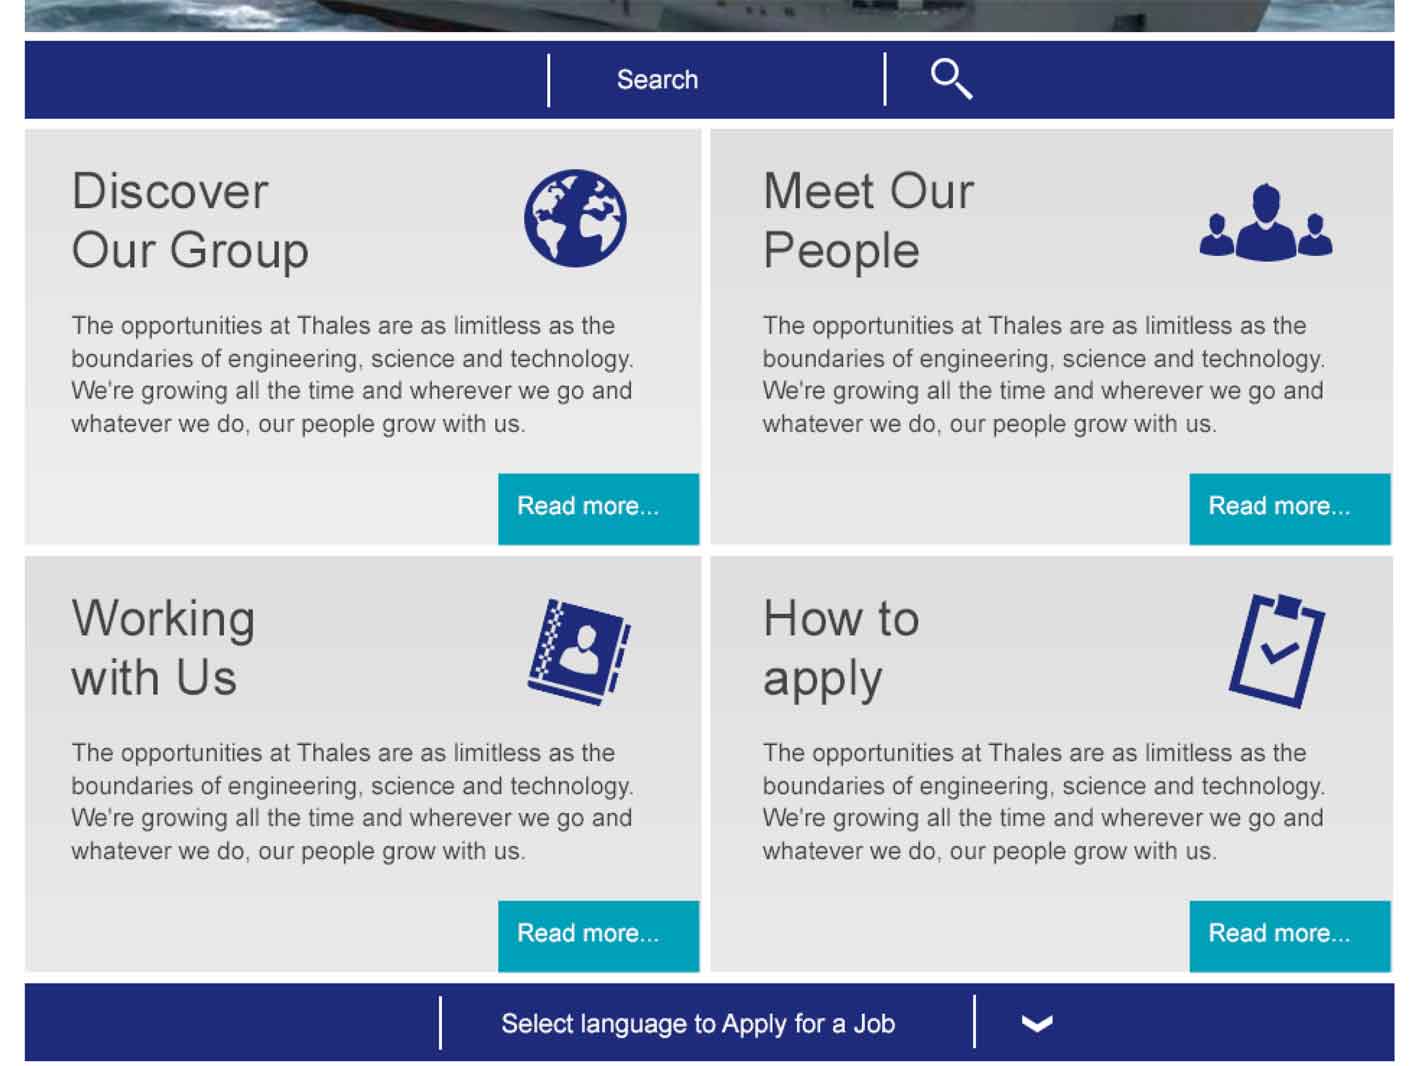 Search
Discover
Our Group
The opportunities at Thales are as limitless as the
boundaries of engineering, science and technology.
We're growing all the time and wherever we go and
whatever we do, our people grow with us.
Read more...
Meet Our
People
The opportunities at Thales are as limitless as the
boundaries of engineering, science and technology.
We're growing all the time and wherever we go and
whatever we do, our people grow with us.
Read more...
Working
with Us
The opportunities at Thales are as limitless as the
boundaries of engineering, science and technology.
We're growing all the time and wherever we go and
whatever we do, our people grow with us.
Read more...
How to
apply
The opportunities at Thales are as limitless as the
boundaries of engineering, science and technology.
We're growing all the time and wherever we go and
whatever we do, our people grow with us.
Read more...
Select language to Apply for a Job